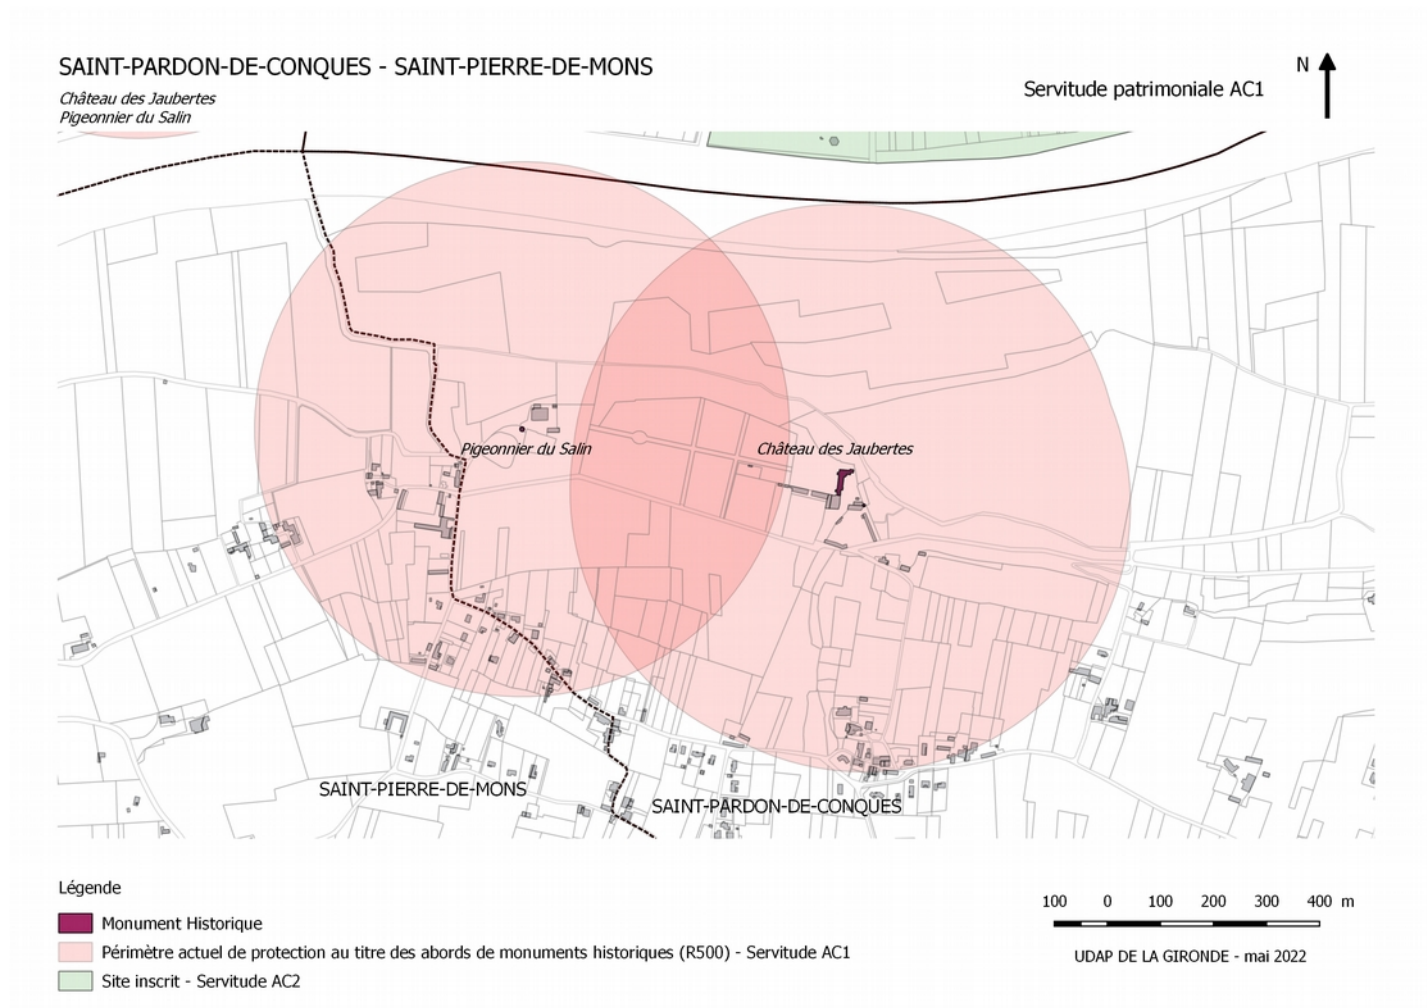 SAINT-PARDON-DE-CONQUES - SAINT-PIERRE-DE-MONS
Château des Jaubertes
Pigeonnier du Salin
Servitude patrimoniale AC1
N
Pigeonnier du Salin
Château des Jaubertes
SAINT-PIERRE-DE-MONS
SAINT-PARDON-DE-CONQUES
Légende
Monument Historique
Périmètre actuel de protection au titre des abords de monuments historiques (R500) - Servitude AC1
Site inscrit - Servitude AC2
100 0 100 200 300 400 m
UDAP DE LA GIRONDE - mai 2022